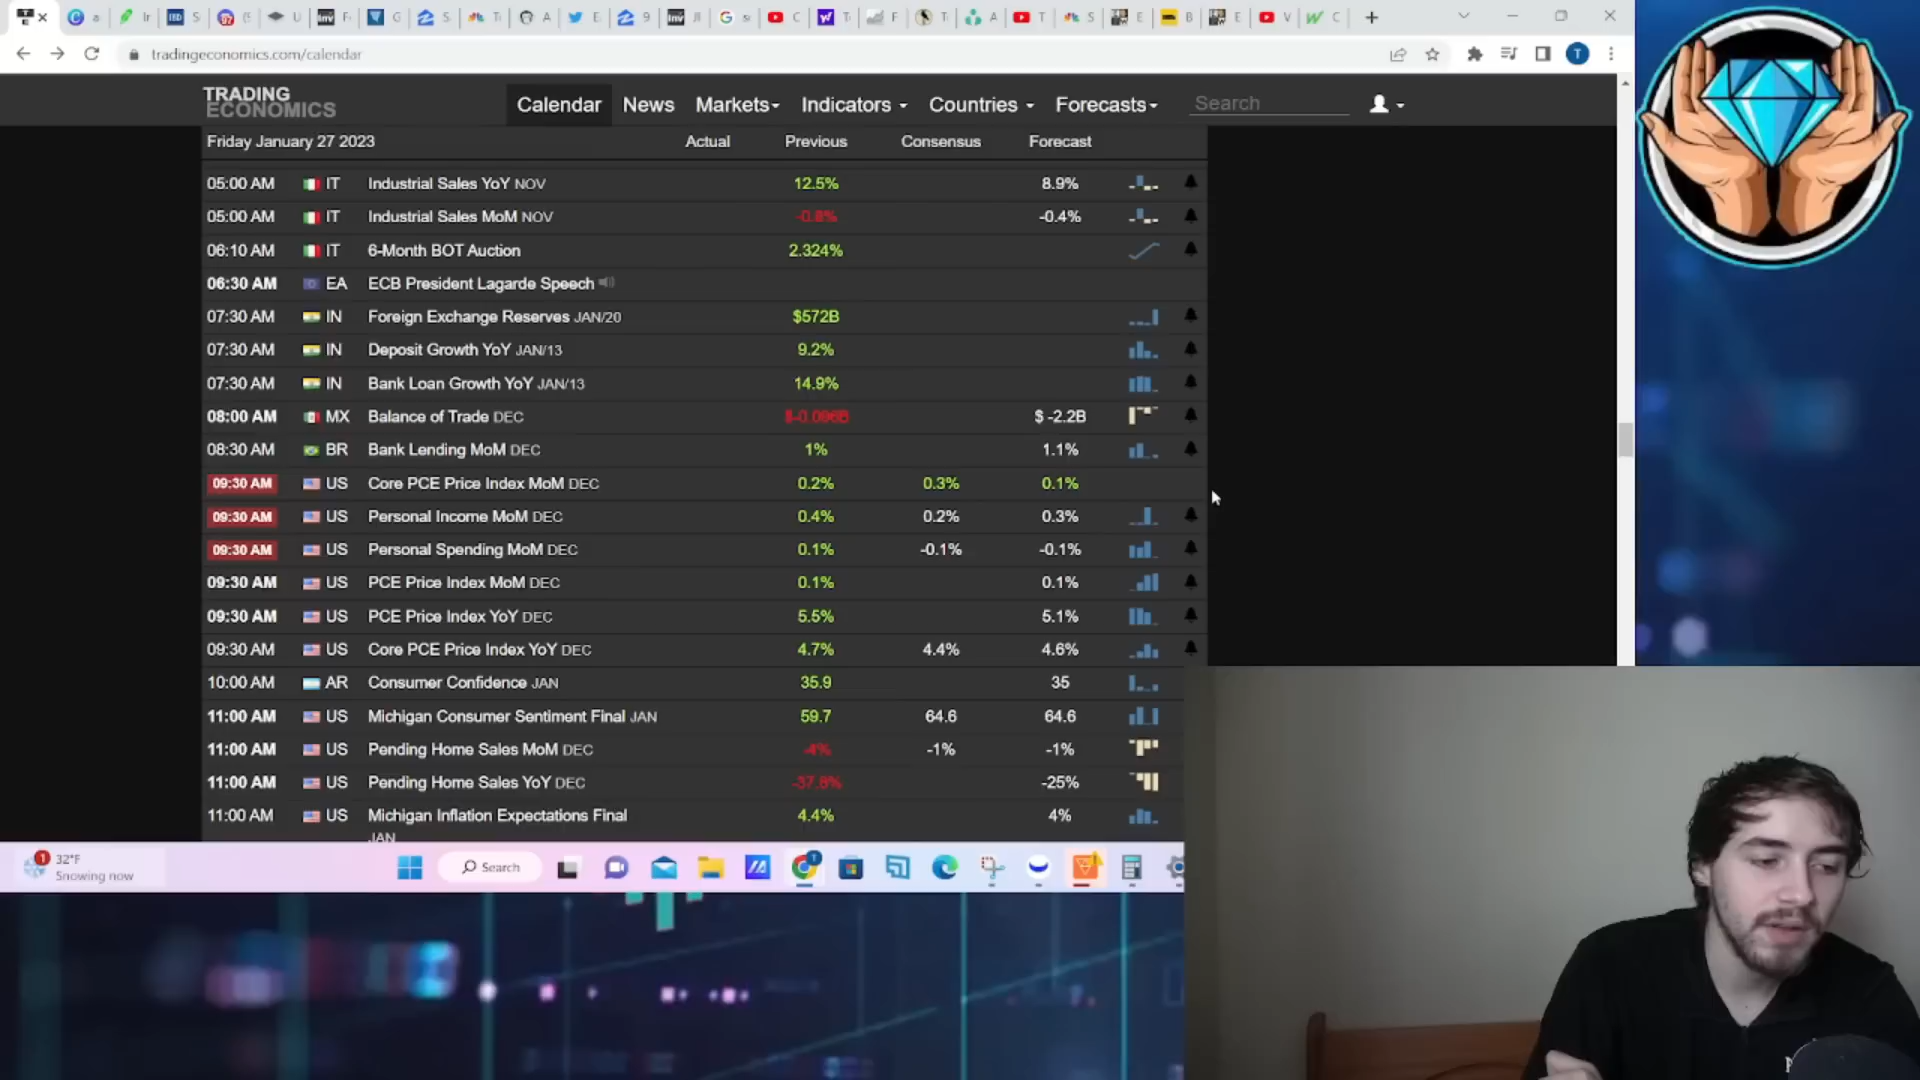 tradingeconomics.com/calendar
T
TRADING
ECONOMICS
Calendar News Markets Indicators Countries Forecasts Search
Friday January 27 2023 Actual Previous Consensus Forecast
05:00 AM IT Industrial Sales YoY NOV 12.5% 8.9%
05:00 AM IT Industrial Sales MoM NOV -0.8% -0.4%
06:10 AM IT 6-Month BOT Auction 2.324%
06:30 AM EA ECB President Lagarde Speech
07:30 AM IN Foreign Exchange Reserves JAN/20 $572B
07:30 AM IN Deposit Growth YoY JAN/13 9.2%
07:30 AM IN Bank Loan Growth YoY JAN/13 14.9%
08:00 AM MX Balance of Trade DEC $-0.096B $ -2.2B
08:30 AM BR Bank Lending MoM DEC 1% 1.1%
09:30 AM US Core PCE Price Index MoM DEC 0.2% 0.3% 0.1%
09:30 AM US Personal Income MoM DEC 0.4% 0.2% 0.3%
09:30 AM US Personal Spending MoM DEC 0.1% -0.1% -0.1%
09:30 AM US PCE Price Index MoM DEC 0.1% 0.1%
09:30 AM US PCE Price Index YoY DEC 5.5% 5.1%
09:30 AM US Core PCE Price Index YoY DEC 4.7% 4.4% 4.6%
10:00 AM AR Consumer Confidence JAN 35.9 35
11:00 AM US Michigan Consumer Sentiment Final JAN 59.7 64.6 64.6
11:00 AM US Pending Home Sales MoM DEC -4% -1% -1%
11:00 AM US Pending Home Sales YoY DEC -37.8% -25%
11:00 AM US Michigan Inflation Expectations Final 4.4% 4%
JAN
1
32°F
Snowing now
Search